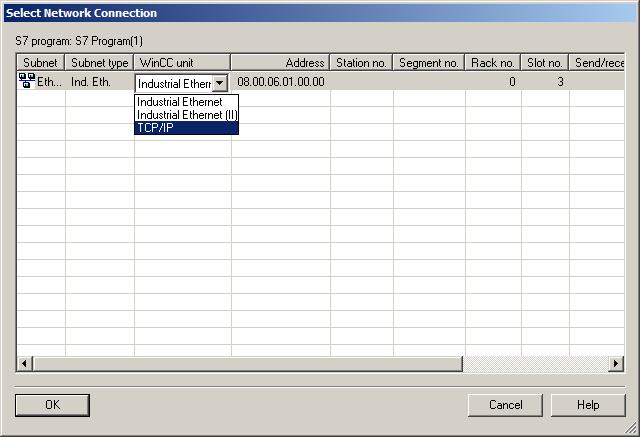 Select Network Connection
S7 program: S7 Program(1)
Subnet Subnet type WinCC unit Address Station no. Segment no. Rack no. Slot no. Send/rece
Eth... Ind. Eth. Industrial Ethern 08.00.06.01.00.00 0 3
Industrial Ethernet
Industrial Ethernet (II)
TCP/IP
OK Cancel Help